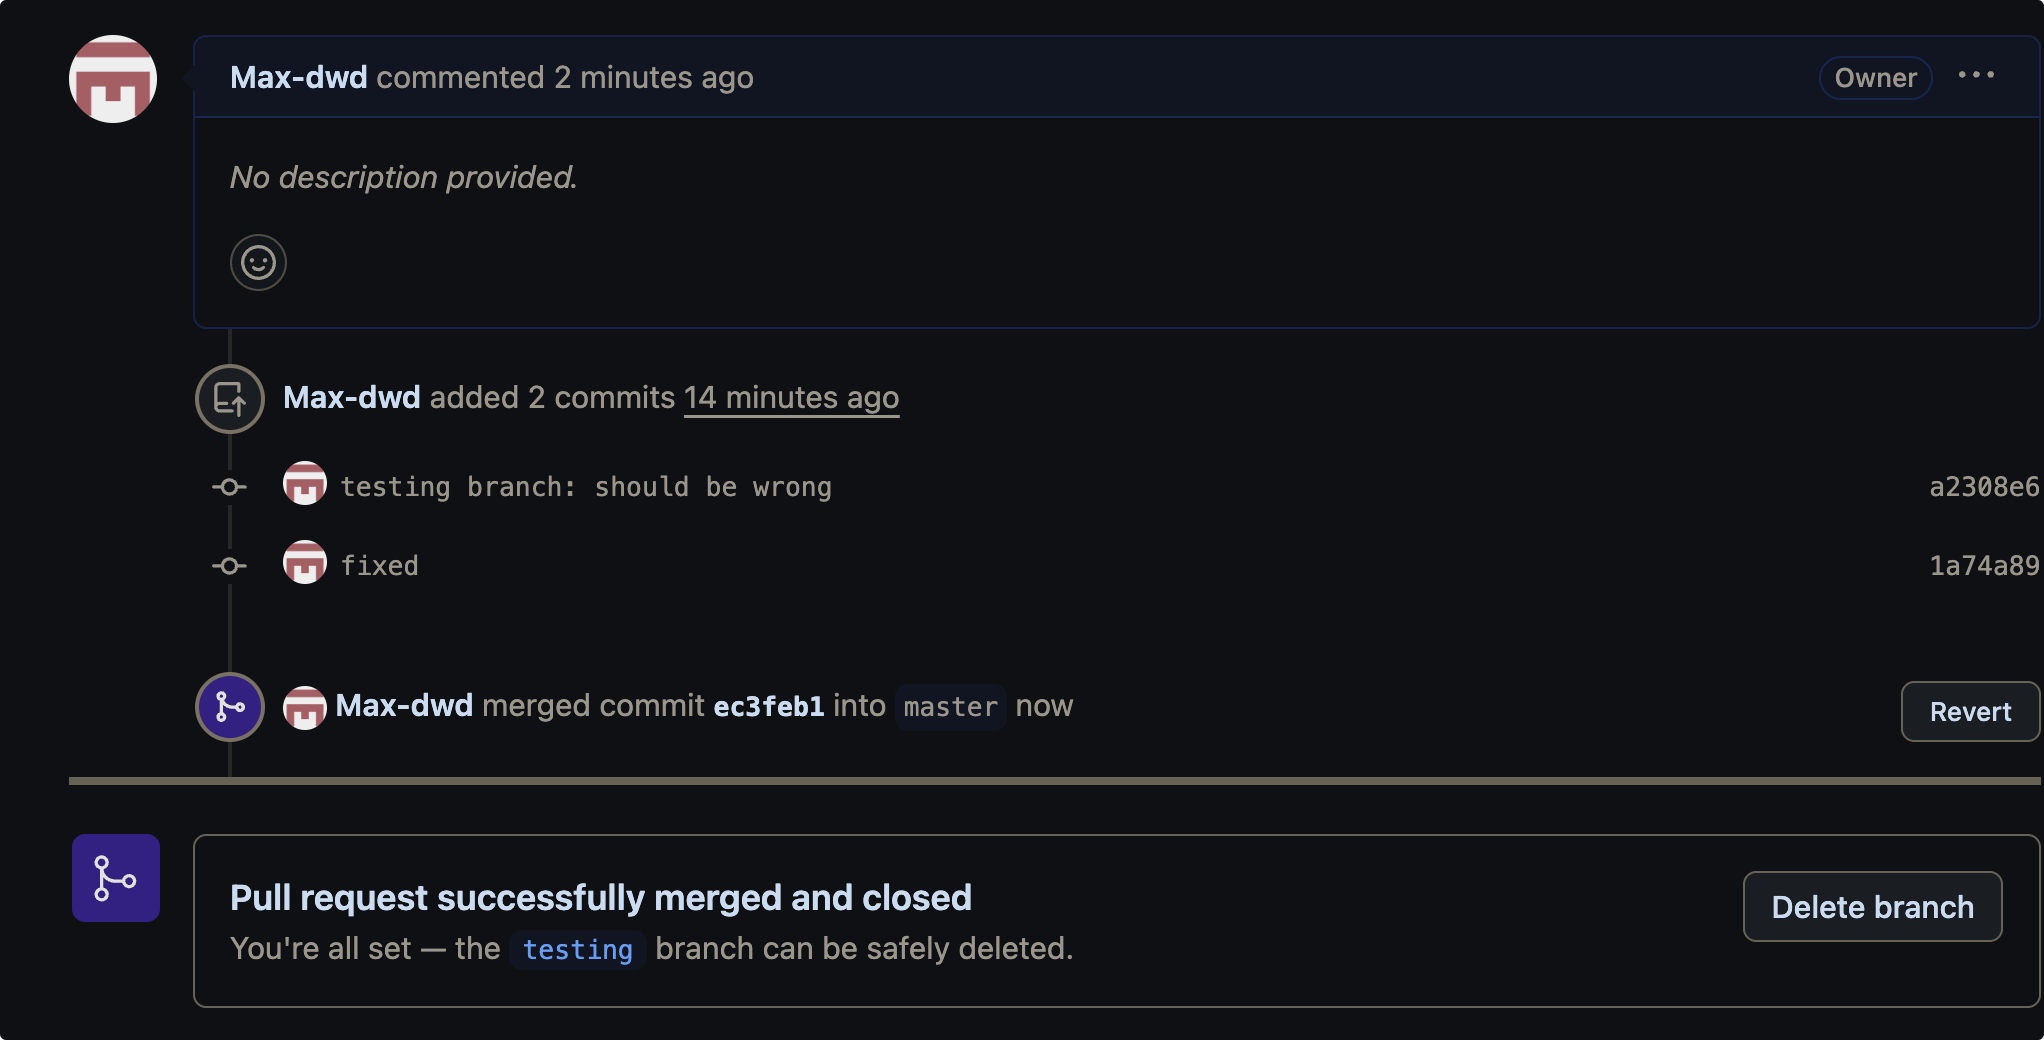 Max-dwd commented 2 minutes ago Owner
No description provided.
Max-dwd added 2 commits 14 minutes ago
testing branch: should be wrong a2308e6
fixed 1a74a89
Max-dwd merged commit ec3feb1 into master now Revert
Pull request successfully merged and closed
Delete branch
You're all set — the testing branch can be safely deleted.